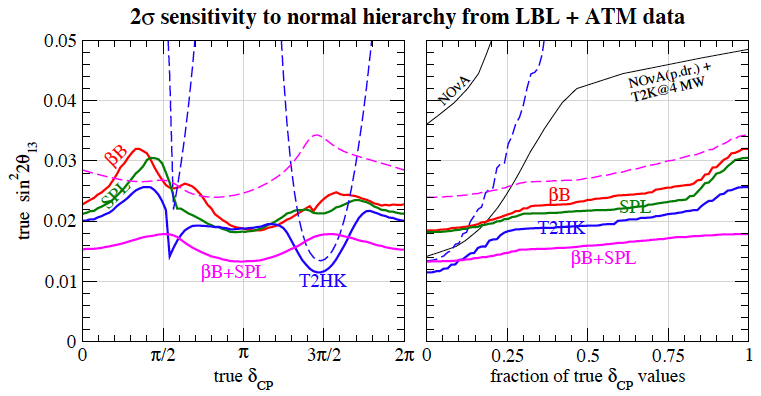 2σ sensitivity to normal hierarchy from LBL + ATM data
true sin²2θ₁₃
0.05
0.04
0.03
0.02
0.01
0
βB
SPL
βB+SPL
T2HK
0 π/2 π 3π/2 2π
true δCP
NOvA
NOvA(p.dr.) +
T2K@4 MW
βB
SPL
T2HK
βB+SPL
0 0.25 0.5 0.75 1
fraction of true δCP values